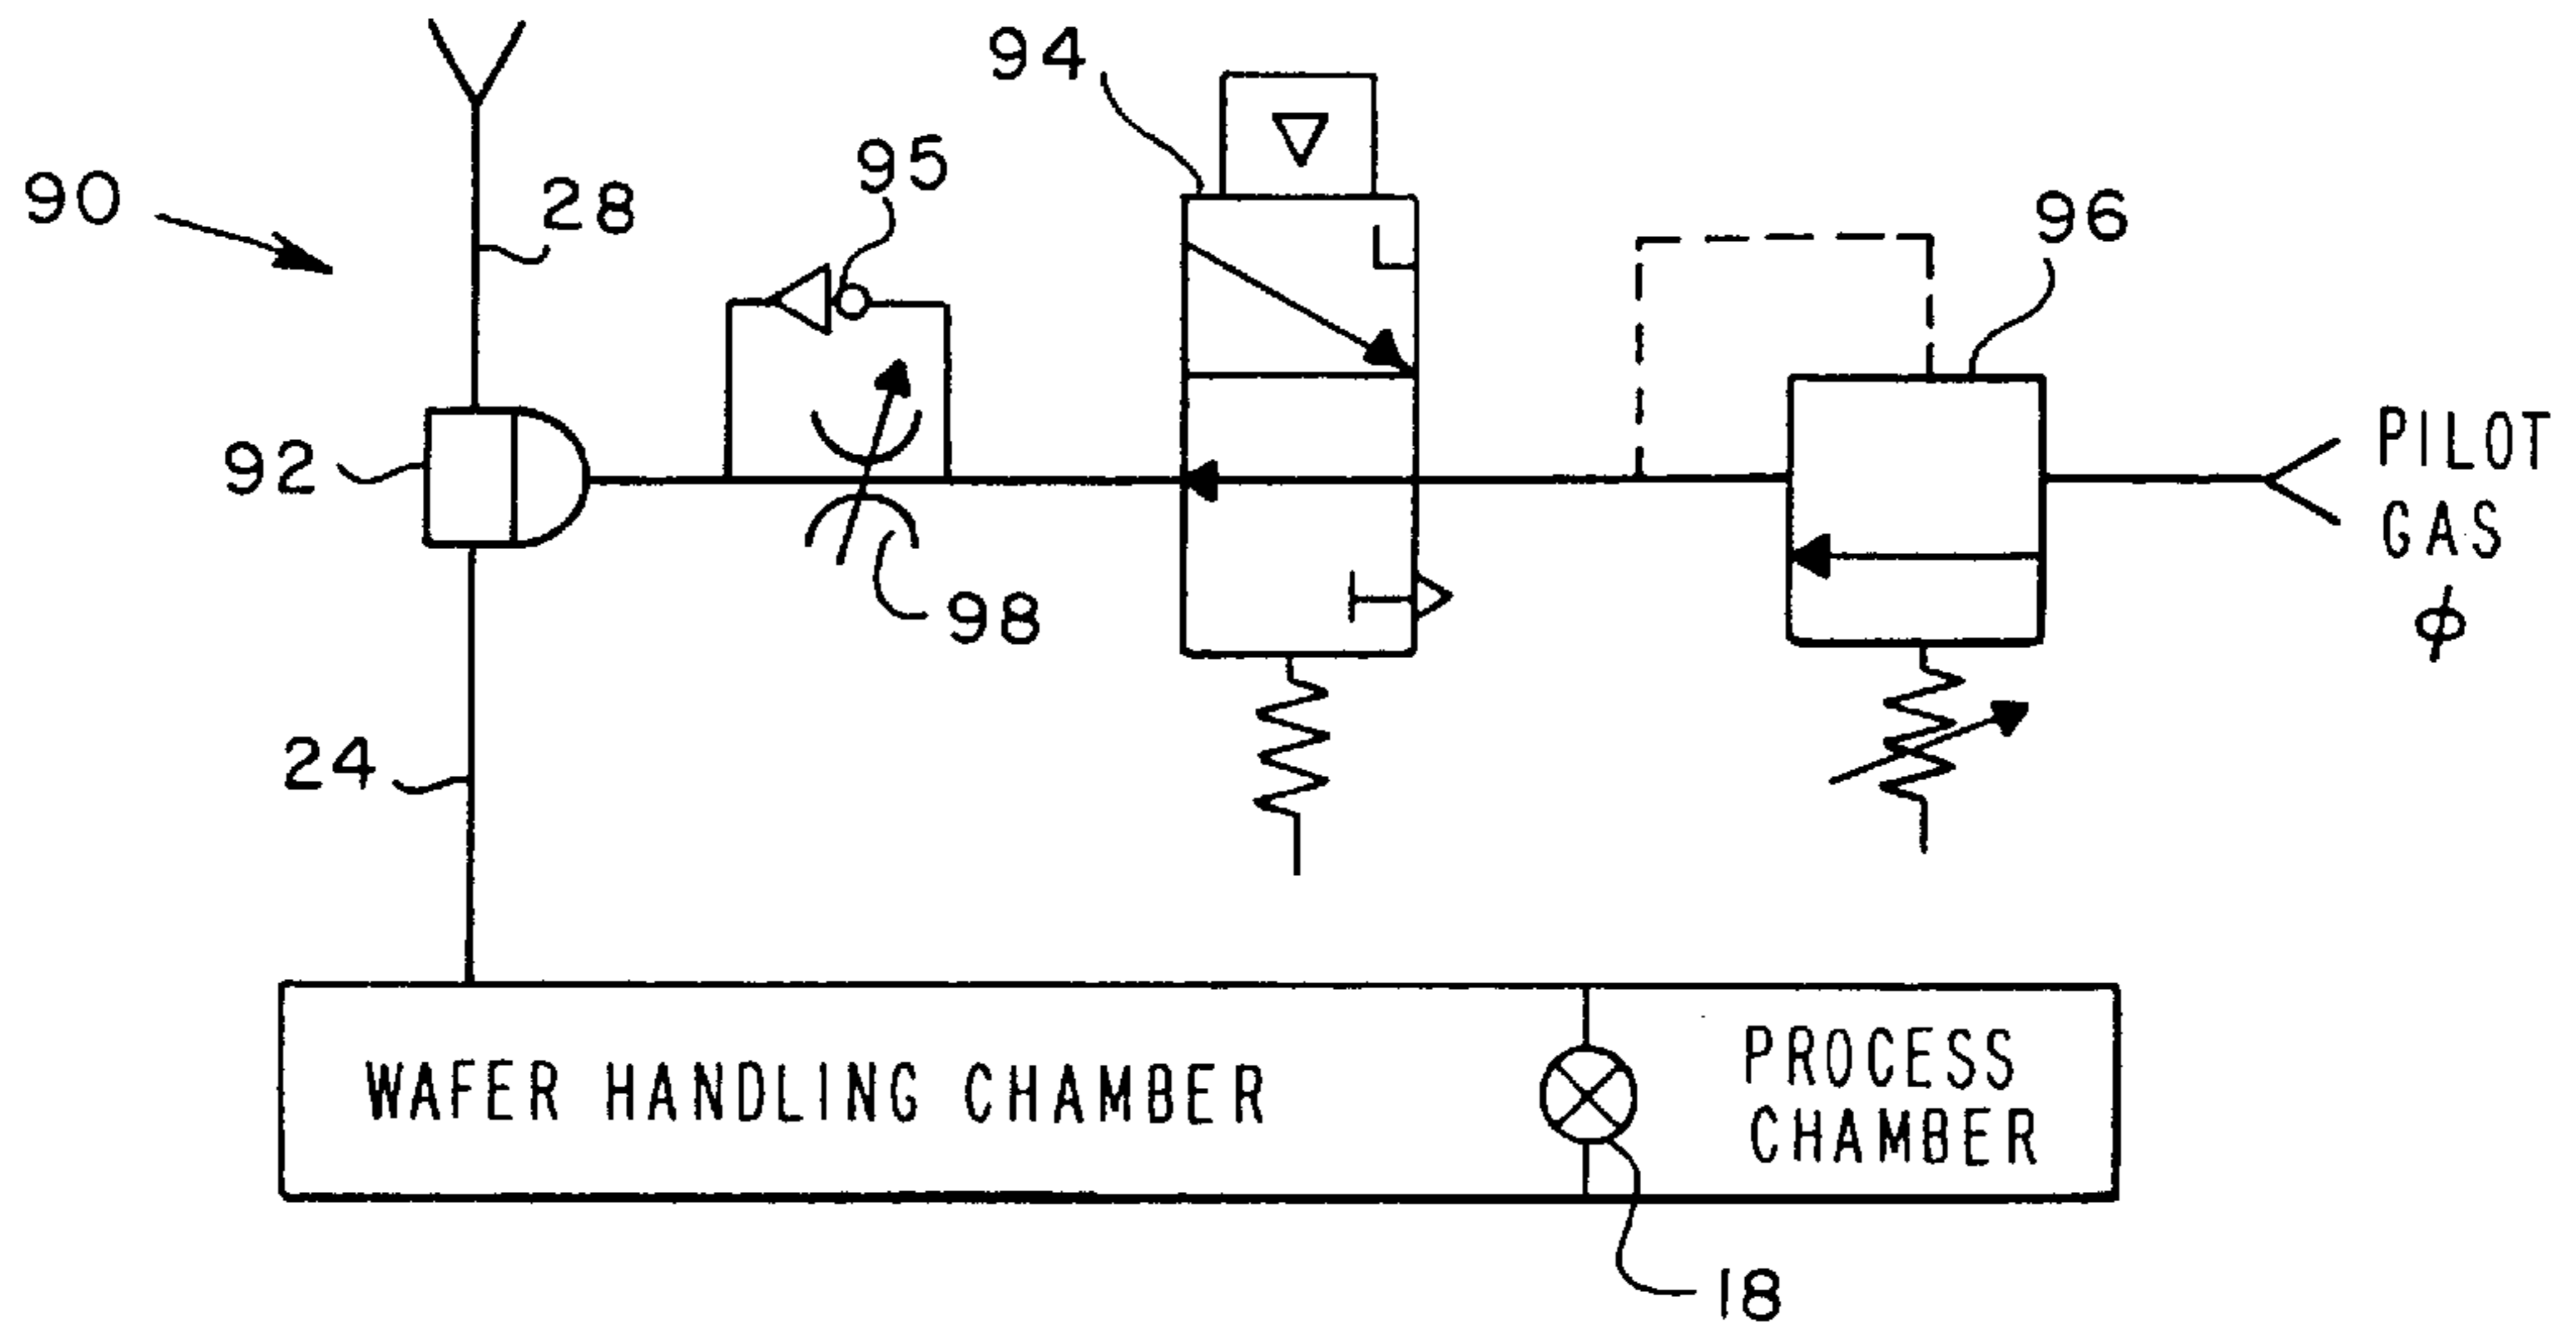 94
95
90
28
96
92
PILOT
GAS
ϕ
98
24
WAFER HANDLING CHAMBER
PROCESS
CHAMBER
18